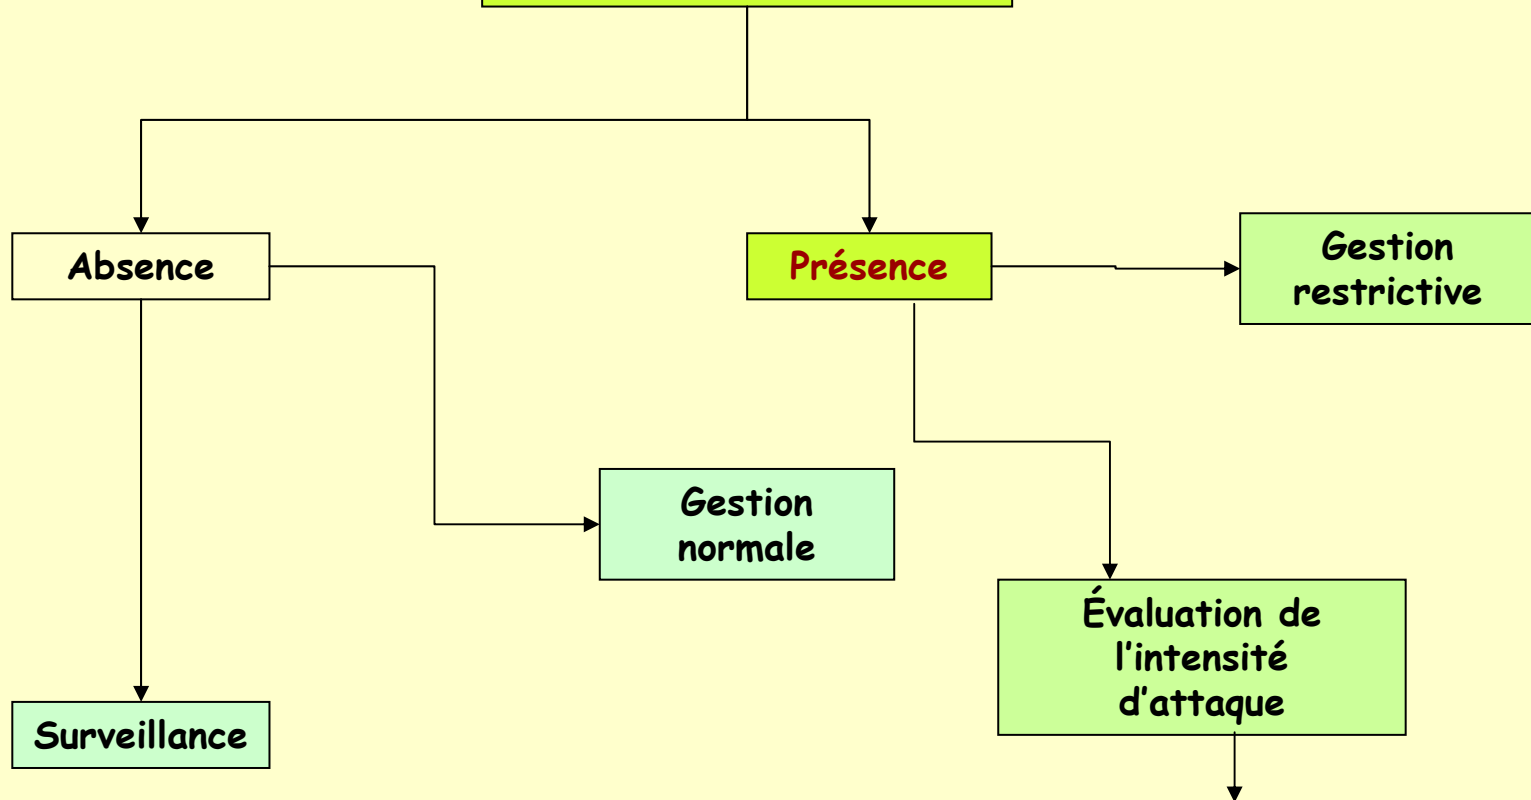 Absence
Présence
Gestion
restrictive
Gestion
normale
Évaluation de
l'intensité
d'attaque
Surveillance